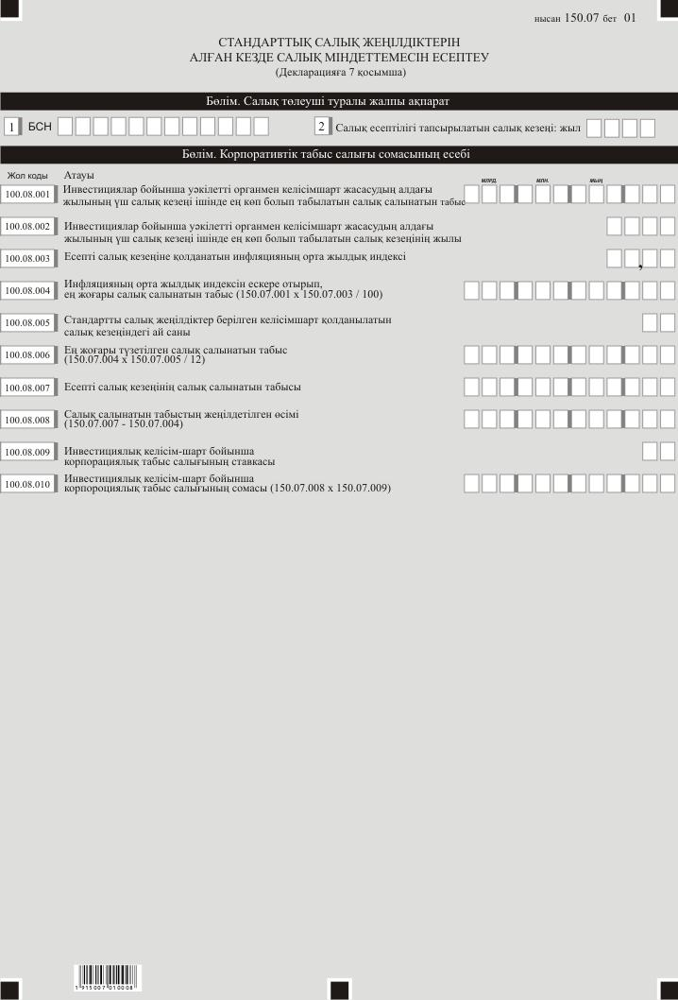 нысан 150.07 бет 01
СТАНДАРТТЫҚ САЛЫҚ ЖЕҢІЛДІКТЕРІН
АЛҒАН КЕЗДЕ САЛЫҚ МІНДЕТТЕМЕСІН ЕСЕПТЕУ
(Декларацияға 7 қосымша)
Бөлім. Салық төлеуші туралы жалпы ақпарат
1 БСН 2 Салық есептілігі тапсырылатын салық кезеңі: жыл
Бөлім. Корпоративтік табыс салығы сомасының есебі
Жол коды Атауы
млрд. млн. мың
100.08.001 Инвестициялар бойынша уәкілетті органмен келісімшарт жасасудың алдағы
жылының үш салық кезеңі ішінде ең көп болып табылатын салық салынатын табыс
100.08.002 Инвестициялар бойынша уәкілетті органмен келісімшарт жасасудың алдағы
жылының үш салық кезеңі ішінде ең көп болып табылатын салық кезеңінің жылы
100.08.003 Есепті салық кезеңіне қолданатын инфляцияның орта жылдық индексі ,
100.08.004 Инфляцияның орта жылдық индексін ескере отырып,
ең жоғары салық салынатын табыс (150.07.001 х 150.07.003 / 100)
100.08.005 Стандартты салық жеңілдіктер берілген келісімшарт қолданылатын
салық кезеңіндегі ай саны
100.08.006 Ең жоғары түзетілген салық салынатын табыс
(150.07.004 х 150.07.005 / 12)
100.08.007 Есепті салық кезеңінің салық салынатын табысы
100.08.008 Салық салынатын табыстың жеңілдетілген өсімі
(150.07.007 - 150.07.004)
100.08.009 Инвестициялық келісім-шарт бойынша
корпорациялық табыс салығының ставкасы
100.08.010 Инвестициялық келісім-шарт бойынша
корпороциялық табыс салығының сомасы (150.07.008 х 150.07.009)
1 915007 010008